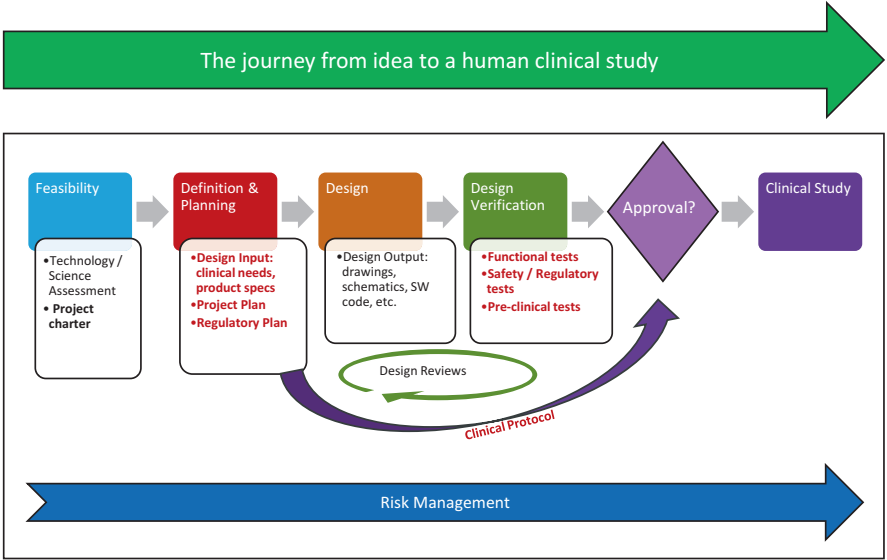 The journey from idea to a human clinical study
Feasibility
•Technology /
Science
Assessment
• Project
charter
Definition &
Planning
•Design Input:
clinical needs,
product specs
•Project Plan
•Regulatory Plan
Design
•Design Output:
drawings,
schematics, SW
code, etc.
Design
Verification
•Functional tests
•Safety / Regulatory
tests
•Pre-clinical tests
Approval?
Clinical Study
Design Reviews
Clinical Protocol
Risk Management